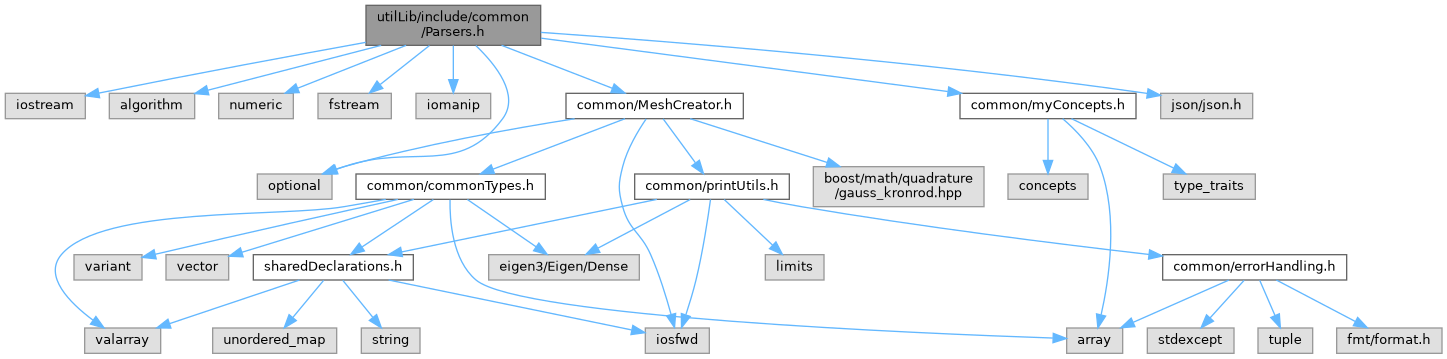 utilLib/include/common
/Parsers.h
iostream
algorithm
numeric
fstream
iomanip
common/MeshCreator.h
common/myConcepts.h
json/json.h
optional
common/commonTypes.h
common/printUtils.h
boost/math/quadrature
/gauss_kronrod.hpp
concepts
type_traits
variant
vector
sharedDeclarations.h
eigen3/Eigen/Dense
limits
common/errorHandling.h
valarray
unordered_map
string
iosfwd
array
stdexcept
tuple
fmt/format.h